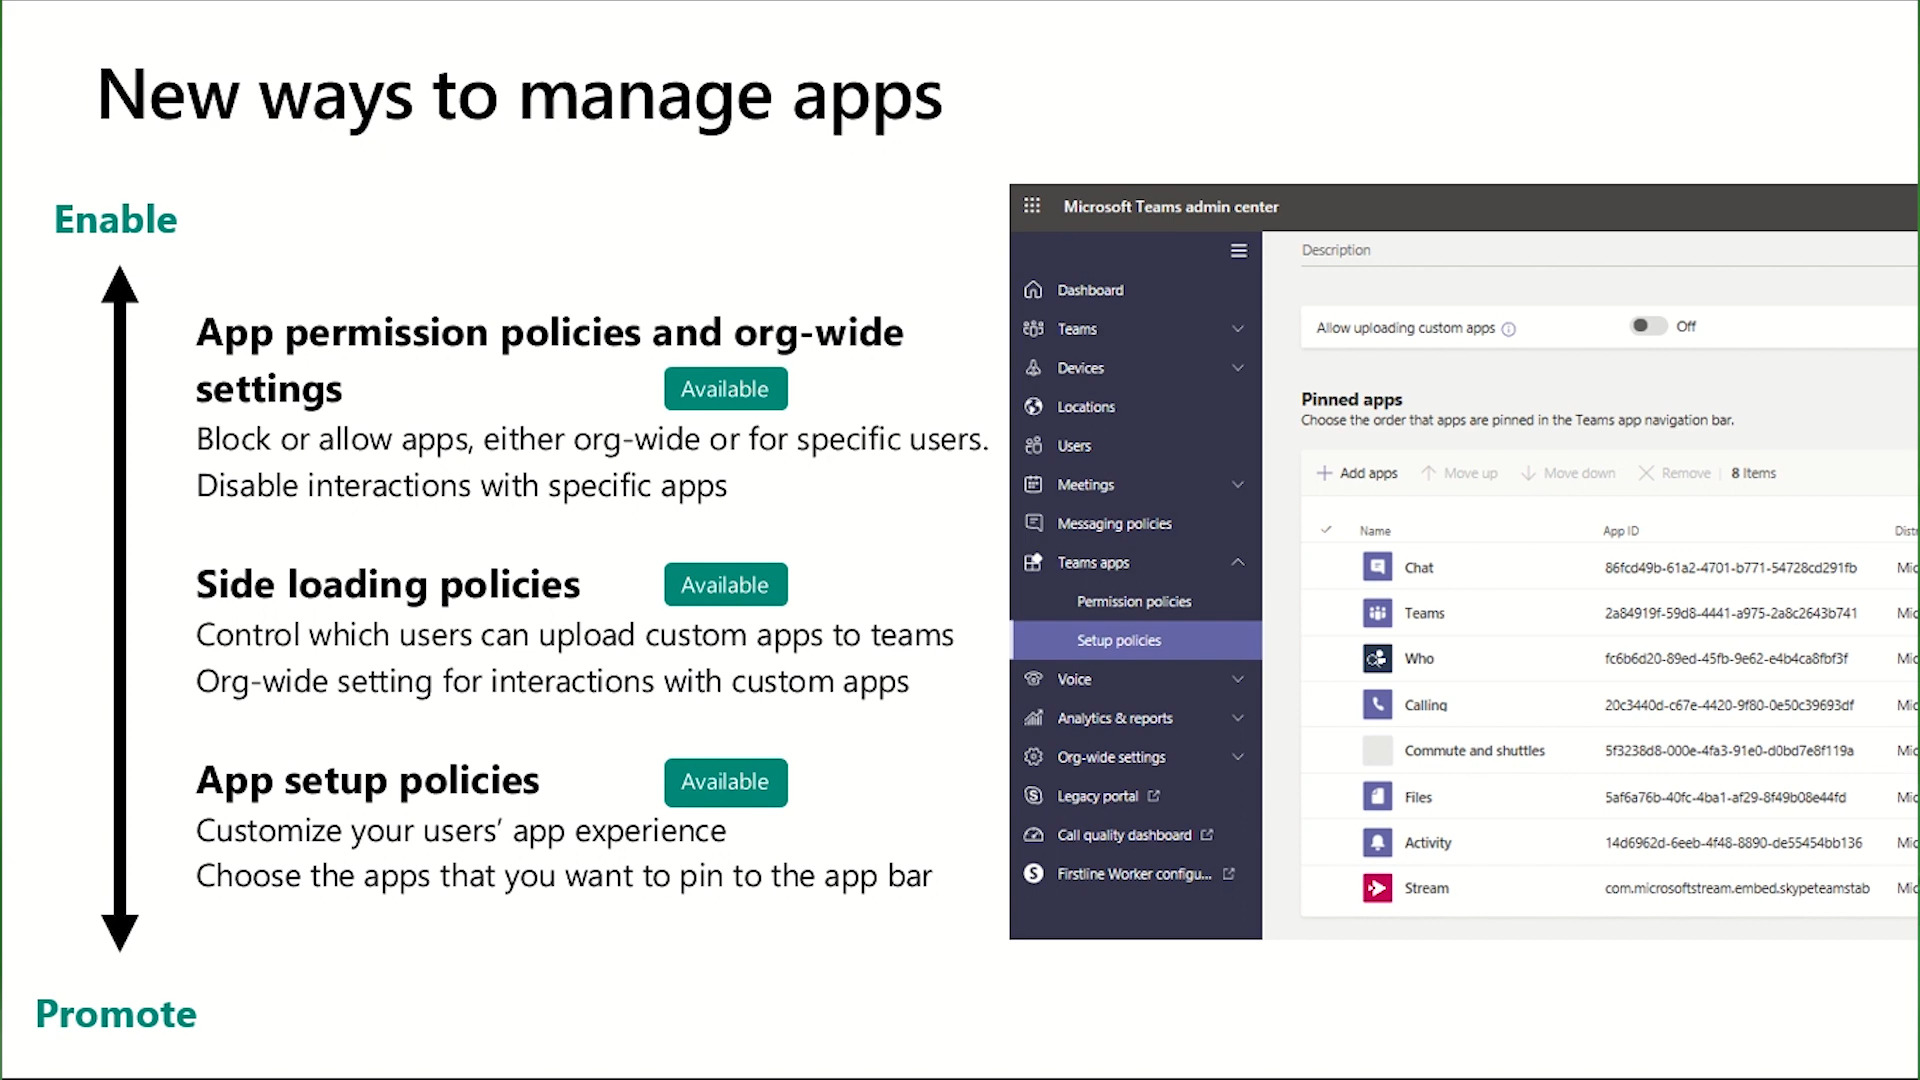 New ways to manage apps
Enable
App permission policies and org-wide
settings
Available
Block or allow apps, either org-wide or for specific users.
Disable interactions with specific apps
Side loading policies
Available
Control which users can upload custom apps to teams
Org-wide setting for interactions with custom apps
App setup policies
Available
Customize your users’ app experience
Choose the apps that you want to pin to the app bar
Promote
Microsoft Teams admin center
Dashboard
Teams
Devices
Locations
Users
Meetings
Messaging policies
Teams apps
Permission policies
Setup policies
Voice
Analytics & reports
Org-wide settings
Legacy portal
Call quality dashboard
Firstline Worker configu...
Description
Allow uploading custom apps Off
Pinned apps
Choose the order that apps are pinned in the Teams app navigation bar.
Add apps Move up Move down Remove 8 Items
Name App ID Distr
Chat 86fcd49b-61a2-4701-b771-54728cd291fb Mic
Teams 2a84919f-59d8-4441-a975-2a8c2643b741 Mic
Who fc6b6d20-89ed-45fb-9e62-e4b4ca8fbf3f Mic
Calling 20c3440d-c67e-4420-9f80-0e50c39693df Mic
Commute and shuttles 5f3238d8-000e-4fa3-91e0-d0bd7e8f119a Mic
Files 5af6a76b-40fc-4ba1-af29-8f49b08e44fd Mic
Activity 14d6962d-6eeb-4f48-8890-de55454bb136 Mic
Stream com.microsoftstream.embed.skypeteamstab Mic